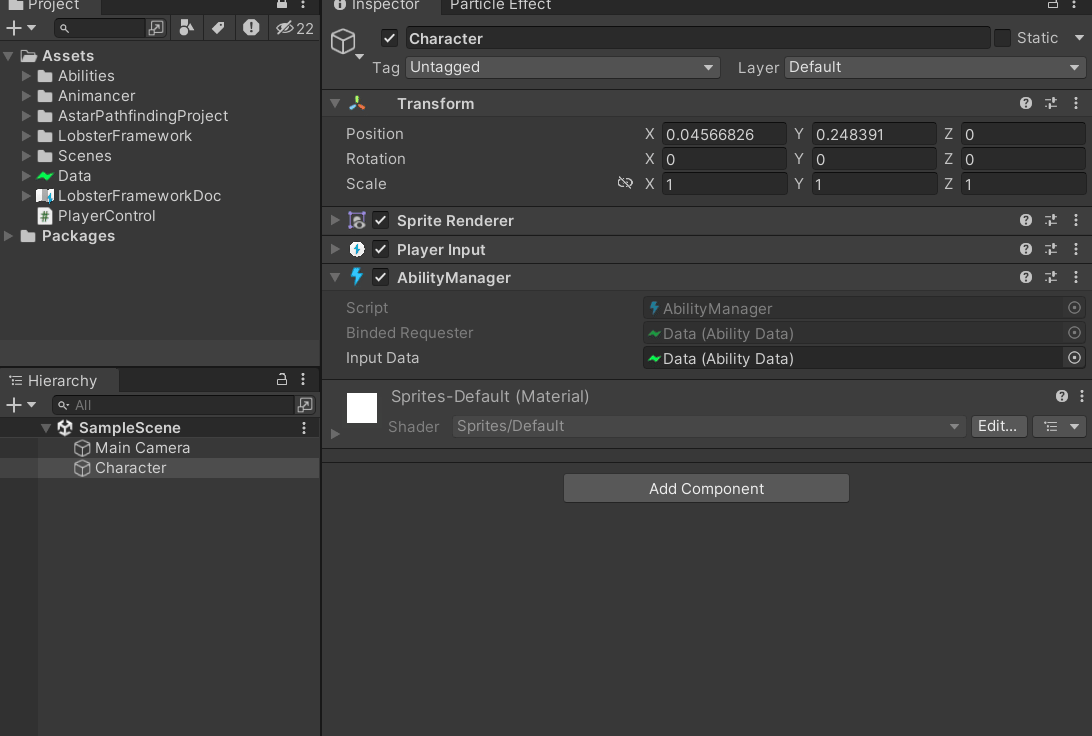 Project
22
Assets
Abilities
Animancer
AstarPathfindingProject
LobsterFramework
Scenes
Data
LobsterFrameworkDoc
PlayerControl
Packages
Hierarchy
All
SampleScene
Main Camera
Character
Inspector
Particle Effect
Character
Static
Tag Untagged Layer Default
Transform
Position X 0.04566826 Y 0.248391 Z 0
Rotation X 0 Y 0 Z 0
Scale X 1 Y 1 Z 1
Sprite Renderer
Player Input
AbilityManager
Script AbilityManager
Binded Requester Data (Ability Data)
Input Data Data (Ability Data)
Sprites-Default (Material)
Shader Sprites/Default Edit...
Add Component